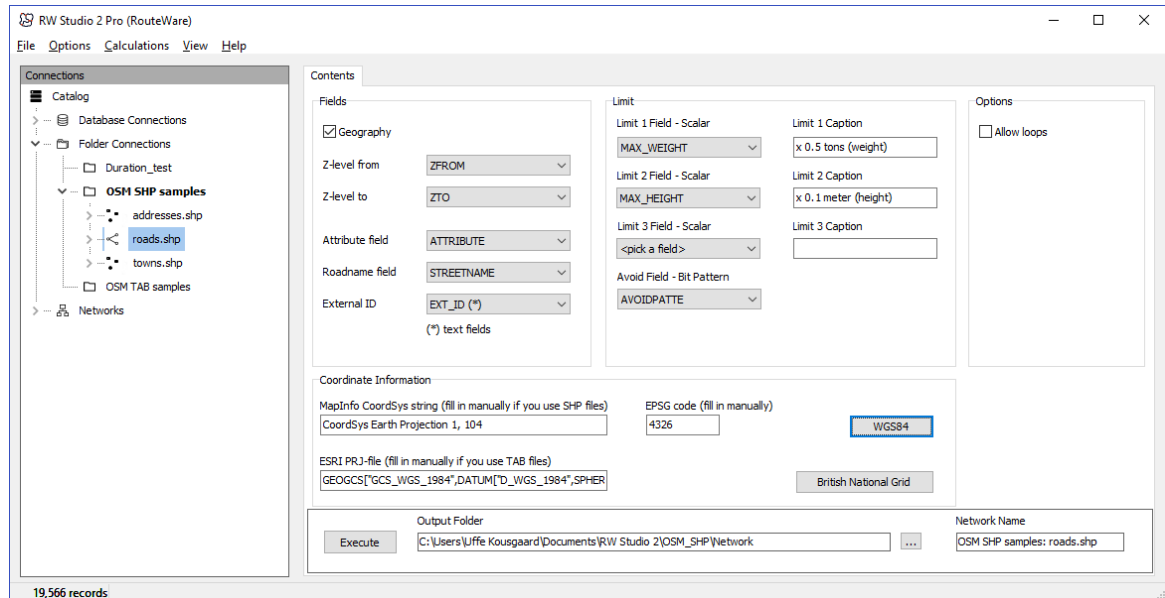 RW Studio 2 Pro (RouteWare)
File Options Calculations View Help
Connections
Catalog
Database Connections
Folder Connections
Duration_test
OSM SHP samples
addresses.shp
roads.shp
towns.shp
OSM TAB samples
Networks
Contents
Fields
Geography
Z-level from ZFROM
Z-level to ZTO
Attribute field ATTRIBUTE
Roadname field STREETNAME
External ID EXT_ID (*)
(*) text fields
Limit
Limit 1 Field - Scalar Limit 1 Caption
MAX_WEIGHT x 0.5 tons (weight)
Limit 2 Field - Scalar Limit 2 Caption
MAX_HEIGHT x 0.1 meter (height)
Limit 3 Field - Scalar Limit 3 Caption
<pick a field>
Avoid Field - Bit Pattern
AVOIDPATTE
Options
Allow loops
Coordinate Information
MapInfo CoordSys string (fill in manually if you use SHP files) EPSG code (fill in manually)
CoordSys Earth Projection 1, 104 4326 WGS84
ESRI PRJ-file (fill in manually if you use TAB files)
GEOGCS["GCS_WGS_1984",DATUM["D_WGS_1984",SPHER British National Grid
Output Folder Network Name
Execute C:\Users\Uffe Kousgaard\Documents\RW Studio 2\OSM_SHP\Network ... OSM SHP samples: roads.shp
19,566 records